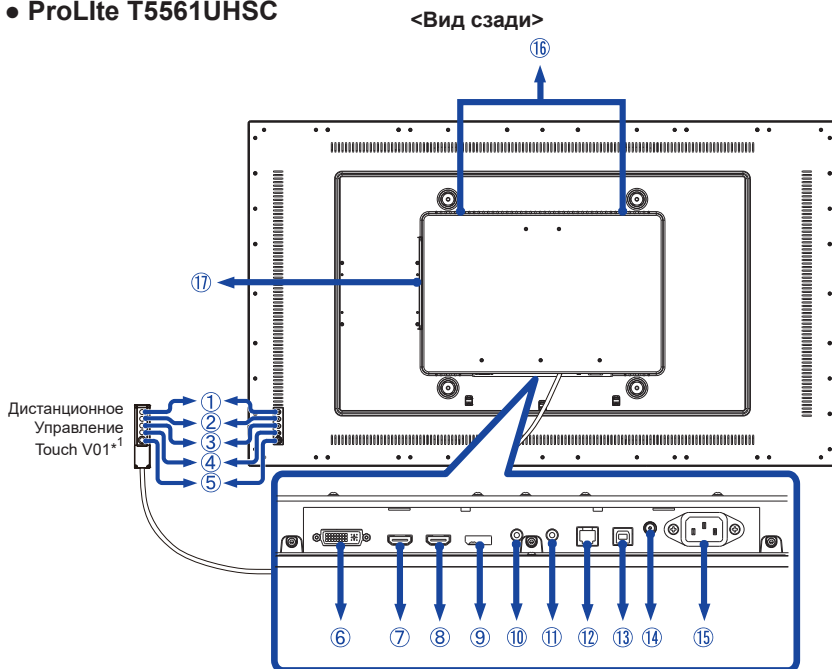 ● ProLIte T5561UHSC
<Вид сзади>
⑯
⑰
Дистанционное
Управление
Touch V01*1
①
②
③
④
⑤
⑥ ⑦ ⑧ ⑨ ⑩ ⑪ ⑫ ⑬ ⑭ ⑮